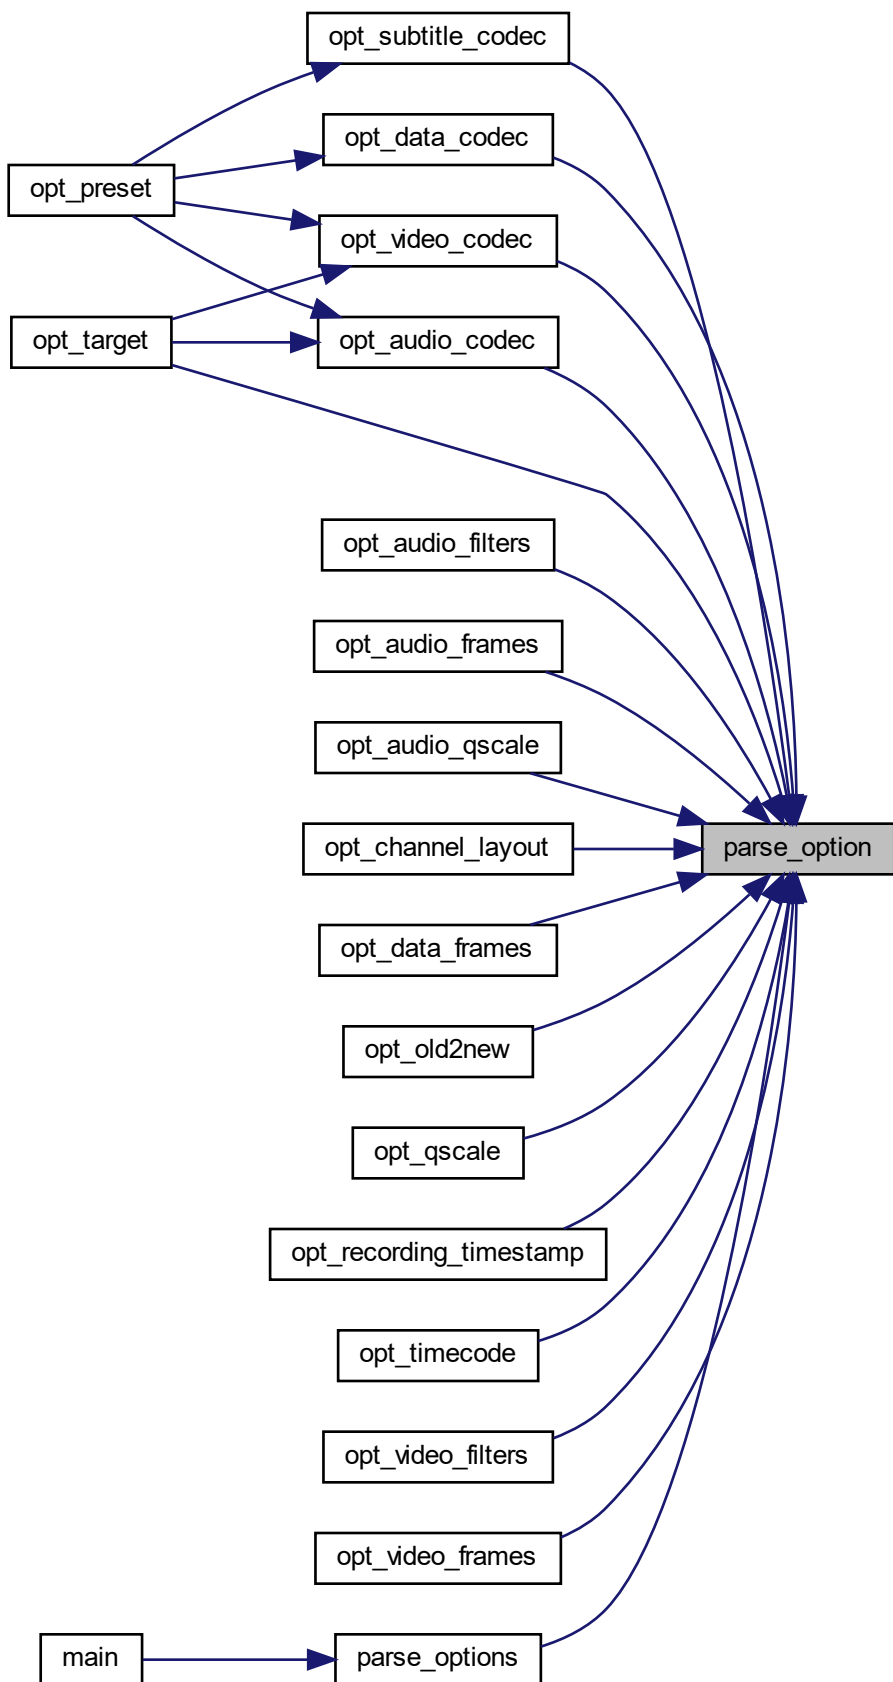 opt_subtitle_codec
opt_data_codec
opt_preset
opt_video_codec
opt_target
opt_audio_codec
opt_audio_filters
opt_audio_frames
opt_audio_qscale
opt_channel_layout
parse_option
opt_data_frames
opt_old2new
opt_qscale
opt_recording_timestamp
opt_timecode
opt_video_filters
opt_video_frames
main
parse_options